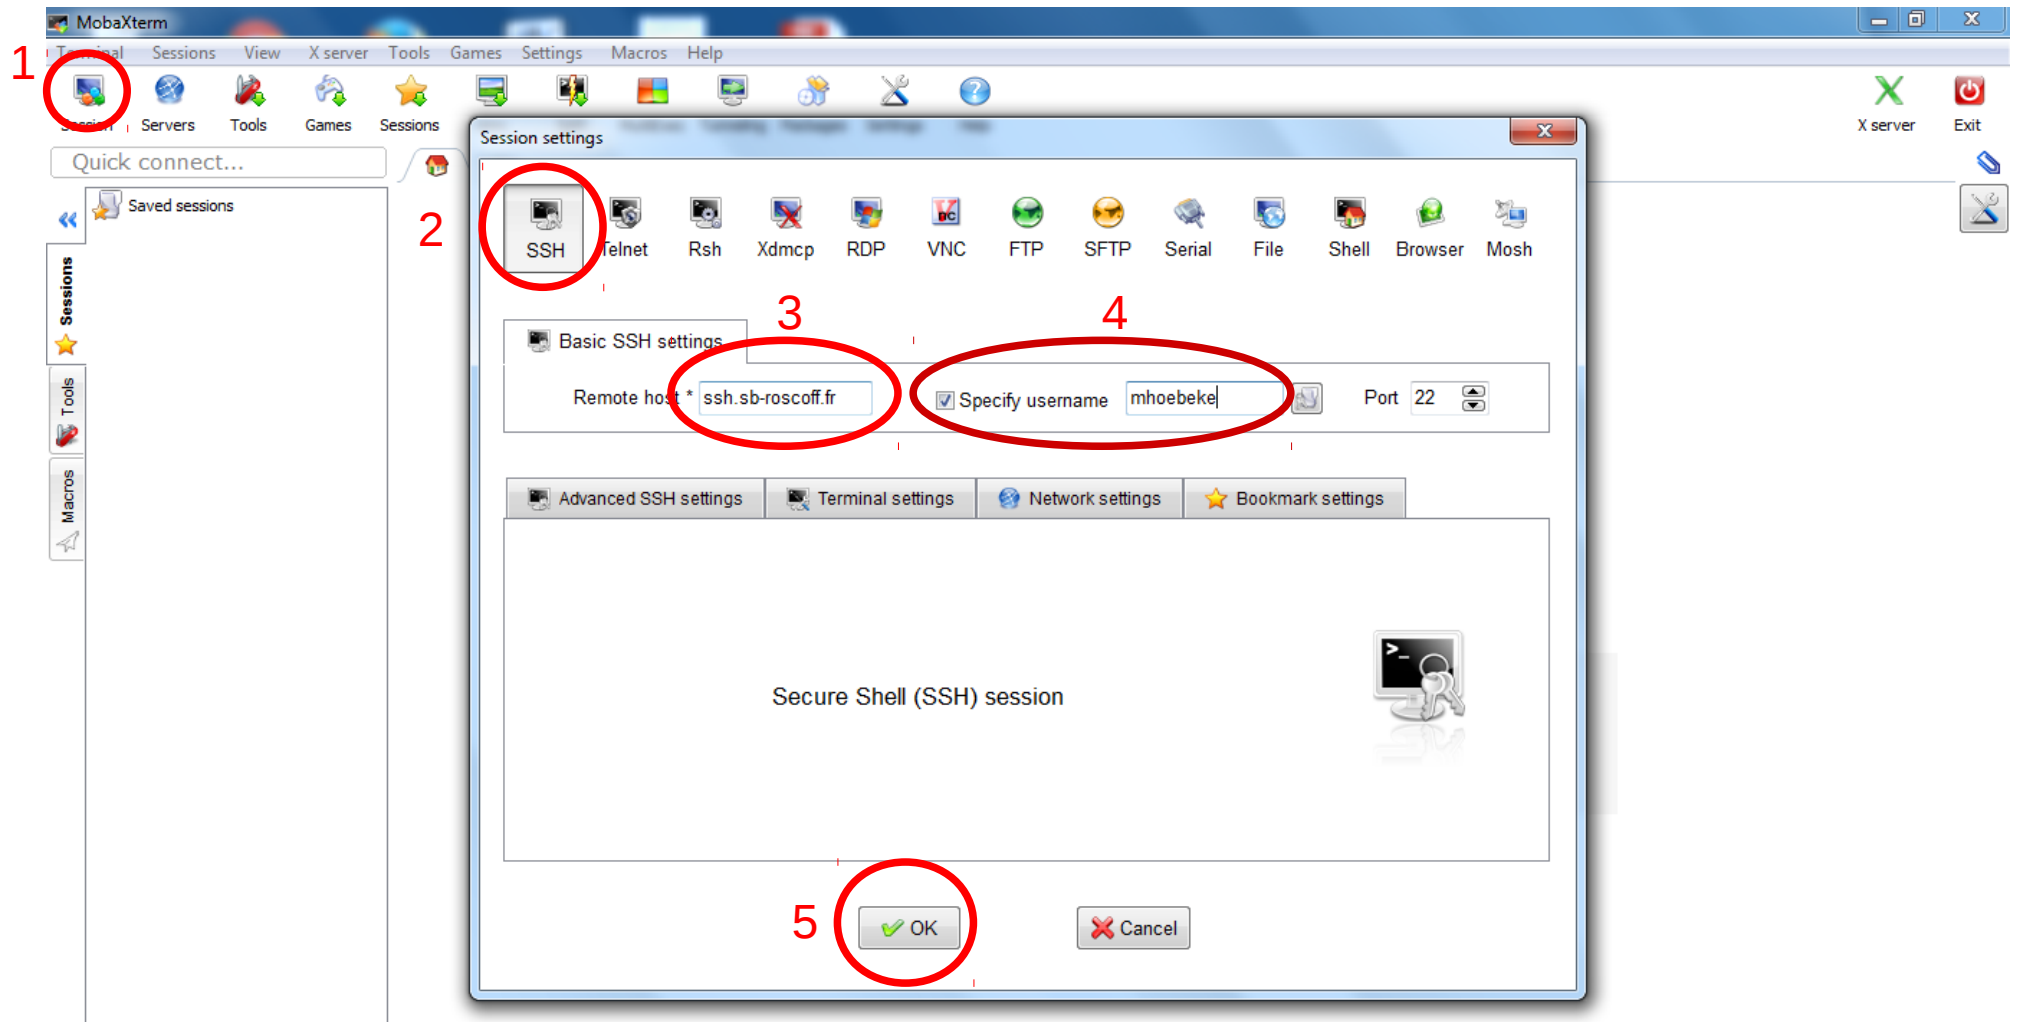 MobaXterm
1
Terminal Sessions View X server Tools Games Settings Macros Help
Session Servers Tools Games Sessions
X server Exit
Quick connect...
Saved sessions
Sessions
Tools
Macros
Session settings
2
SSH Telnet Rsh Xdmcp RDP VNC FTP SFTP Serial File Shell Browser Mosh
3 4
Basic SSH settings
Remote host * ssh.sb-roscoff.fr Specify username mhoebeke Port 22
Advanced SSH settings Terminal settings Network settings Bookmark settings
Secure Shell (SSH) session
5 OK Cancel